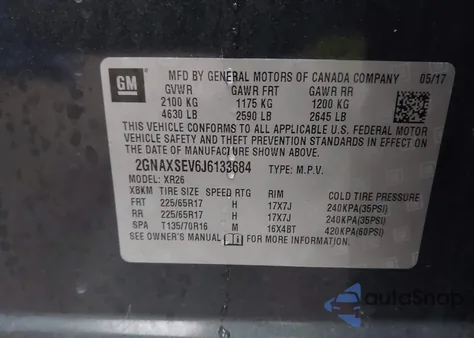 GM
MFD BY GENERAL MOTORS OF CANADA COMPANY 05/17
GVWR GAWR FRT GAWR RR
2100 KG 1175 KG 1200 KG
4630 LB 2590 LB 2645 LB
THIS VEHICLE CONFORMS TO ALL APPLICABLE U.S. FEDERAL MOTOR
VEHICLE SAFETY AND THEFT PREVENTION STANDARDS IN EFFECT ON
THE DATE OF MANUFACTURE SHOWN ABOVE.
2GNAXSEV6J6133684 TYPE: M.P.V.
MODEL: XR26
XBKM TIRE SIZE SPEED RTG RIM COLD TIRE PRESSURE
FRT 225/65R17 H 17X7J 240KPA(35PSI)
RR 225/65R17 H 17X7J 240KPA(35PSI)
SPA T135/70R16 M 16X4BT 420KPA(60PSI)
SEE OWNER'S MANUAL FOR MORE INFORMATION
autaSnap